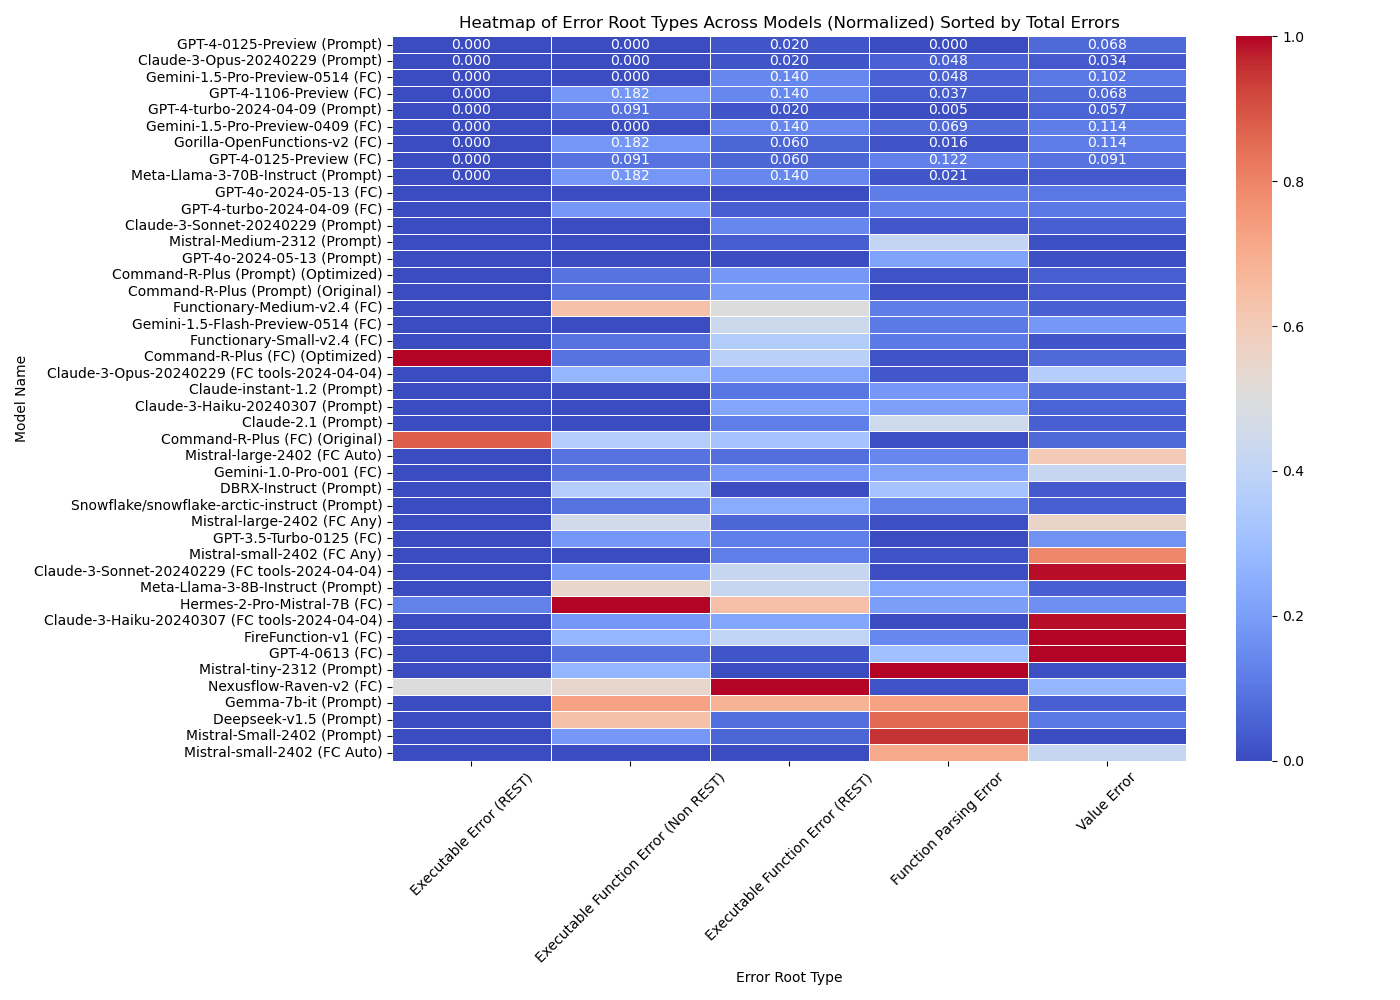 Heatmap of Error Root Types Across Models (Normalized) Sorted by Total Errors
GPT-4-0125-Preview (Prompt) 0.000 0.000 0.020 0.000 0.068
Claude-3-Opus-20240229 (Prompt) 0.000 0.000 0.020 0.048 0.034
Gemini-1.5-Pro-Preview-0514 (FC) 0.000 0.000 0.140 0.048 0.102
GPT-4-1106-Preview (FC) 0.000 0.182 0.140 0.037 0.068
GPT-4-turbo-2024-04-09 (Prompt) 0.000 0.091 0.020 0.005 0.057
Gemini-1.5-Pro-Preview-0409 (FC) 0.000 0.000 0.140 0.069 0.114
Gorilla-OpenFunctions-v2 (FC) 0.000 0.182 0.060 0.016 0.114
GPT-4-0125-Preview (FC) 0.000 0.091 0.060 0.122 0.091
Meta-Llama-3-70B-Instruct (Prompt) 0.000 0.182 0.140 0.021
GPT-4o-2024-05-13 (FC)
GPT-4-turbo-2024-04-09 (FC)
Claude-3-Sonnet-20240229 (Prompt)
Mistral-Medium-2312 (Prompt)
GPT-4o-2024-05-13 (Prompt)
Command-R-Plus (Prompt) (Optimized)
Command-R-Plus (Prompt) (Original)
Functionary-Medium-v2.4 (FC)
Gemini-1.5-Flash-Preview-0514 (FC)
Functionary-Small-v2.4 (FC)
Command-R-Plus (FC) (Optimized)
Claude-3-Opus-20240229 (FC tools-2024-04-04)
Claude-instant-1.2 (Prompt)
Claude-3-Haiku-20240307 (Prompt)
Claude-2.1 (Prompt)
Command-R-Plus (FC) (Original)
Mistral-large-2402 (FC Auto)
Gemini-1.0-Pro-001 (FC)
DBRX-Instruct (Prompt)
Snowflake/snowflake-arctic-instruct (Prompt)
Mistral-large-2402 (FC Any)
GPT-3.5-Turbo-0125 (FC)
Mistral-small-2402 (FC Any)
Claude-3-Sonnet-20240229 (FC tools-2024-04-04)
Meta-Llama-3-8B-Instruct (Prompt)
Hermes-2-Pro-Mistral-7B (FC)
Claude-3-Haiku-20240307 (FC tools-2024-04-04)
FireFunction-v1 (FC)
GPT-4-0613 (FC)
Mistral-tiny-2312 (Prompt)
Nexusflow-Raven-v2 (FC)
Gemma-7b-it (Prompt)
Deepseek-v1.5 (Prompt)
Mistral-Small-2402 (Prompt)
Mistral-small-2402 (FC Auto)
Model Name
Executable Error (REST)
Executable Function Error (Non REST)
Executable Function Error (REST)
Function Parsing Error
Value Error
Error Root Type
1.0
0.8
0.6
0.4
0.2
0.0